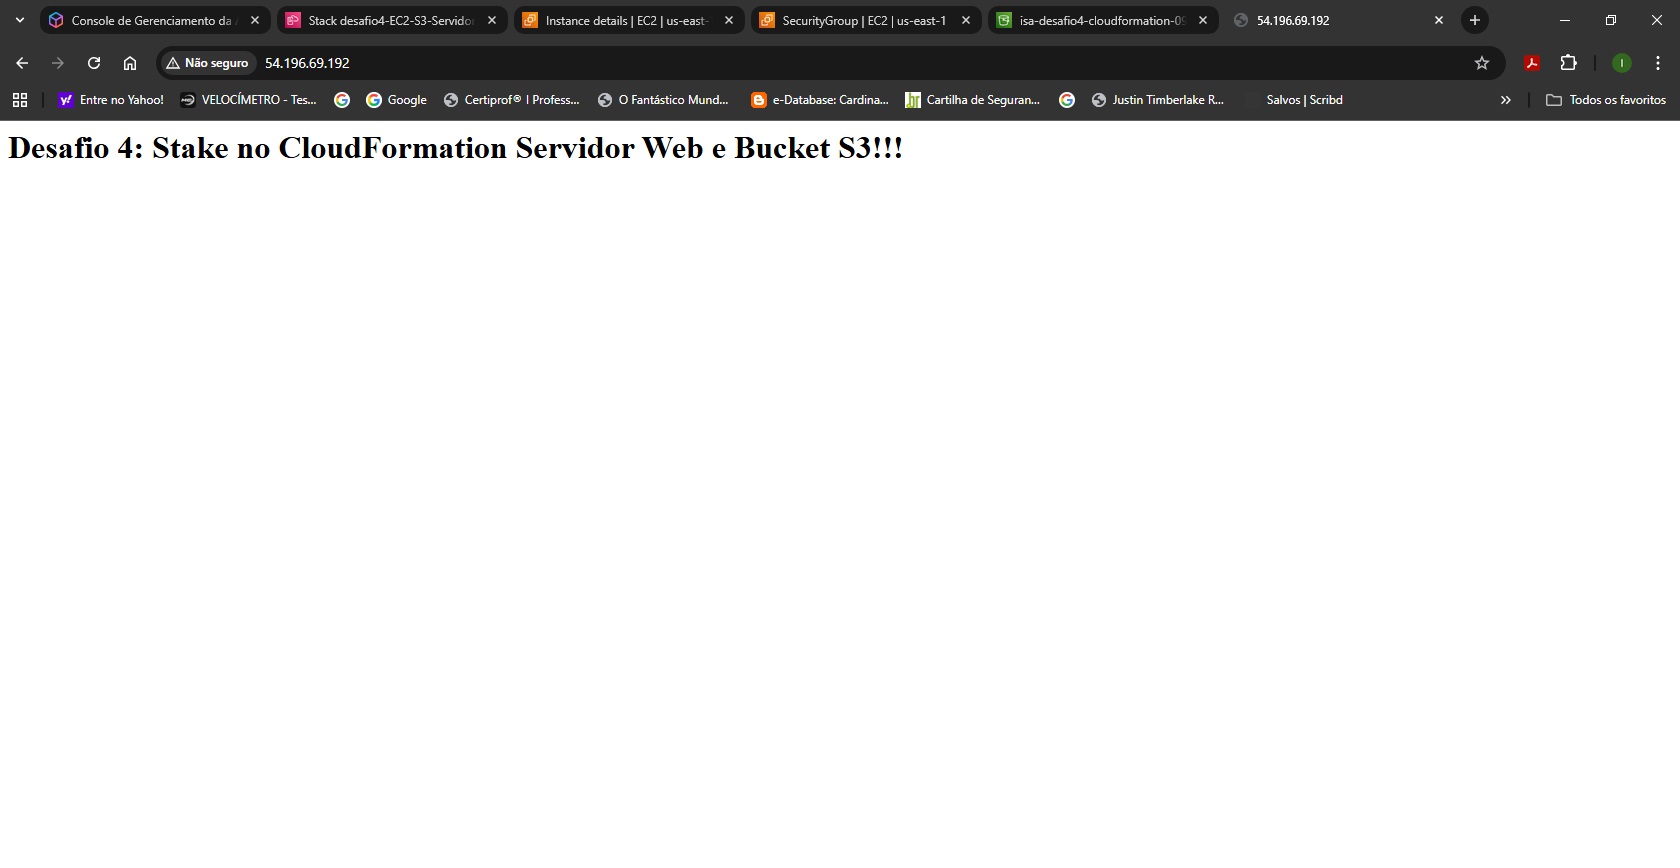 Console de Gerenciamento da
Stack desafio4-EC2-S3-Servidor
Instance details | EC2 | us-east-
SecurityGroup | EC2 | us-east-1
isa-desafio4-cloudformation-09
54.196.69.192
Não seguro
54.196.69.192
I
Entre no Yahoo!
VELOCÍMETRO - Tes...
Google
Certiprof® | Profess...
O Fantástico Mund...
e-Database: Cardina...
Cartilha de Seguran...
Justin Timberlake R...
Salvos | Scribd
Todos os favoritos
Desafio 4: Stake no CloudFormation Servidor Web e Bucket S3!!!